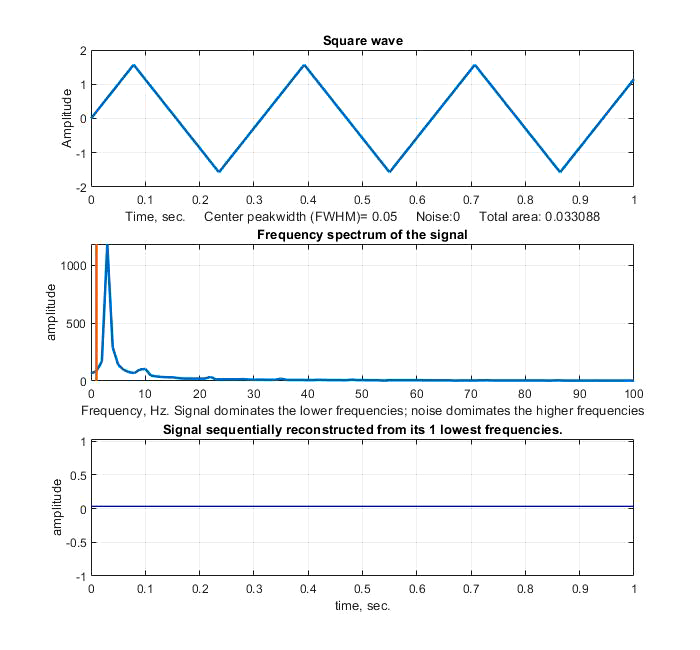 Square wave
2
1
0
-1
-2
Amplitude
0 0.1 0.2 0.3 0.4 0.5 0.6 0.7 0.8 0.9 1
Time, sec. Center peakwidth (FWHM)= 0.05 Noise:0 Total area: 0.033088
Frequency spectrum of the signal
1000
500
0
amplitude
0 10 20 30 40 50 60 70 80 90 100
Frequency, Hz. Signal dominates the lower frequencies; noise domimates the higher frequencies
Signal sequentially reconstructed from its 1 lowest frequencies.
1
0.5
0
-0.5
-1
amplitude
0 0.1 0.2 0.3 0.4 0.5 0.6 0.7 0.8 0.9 1
time, sec.